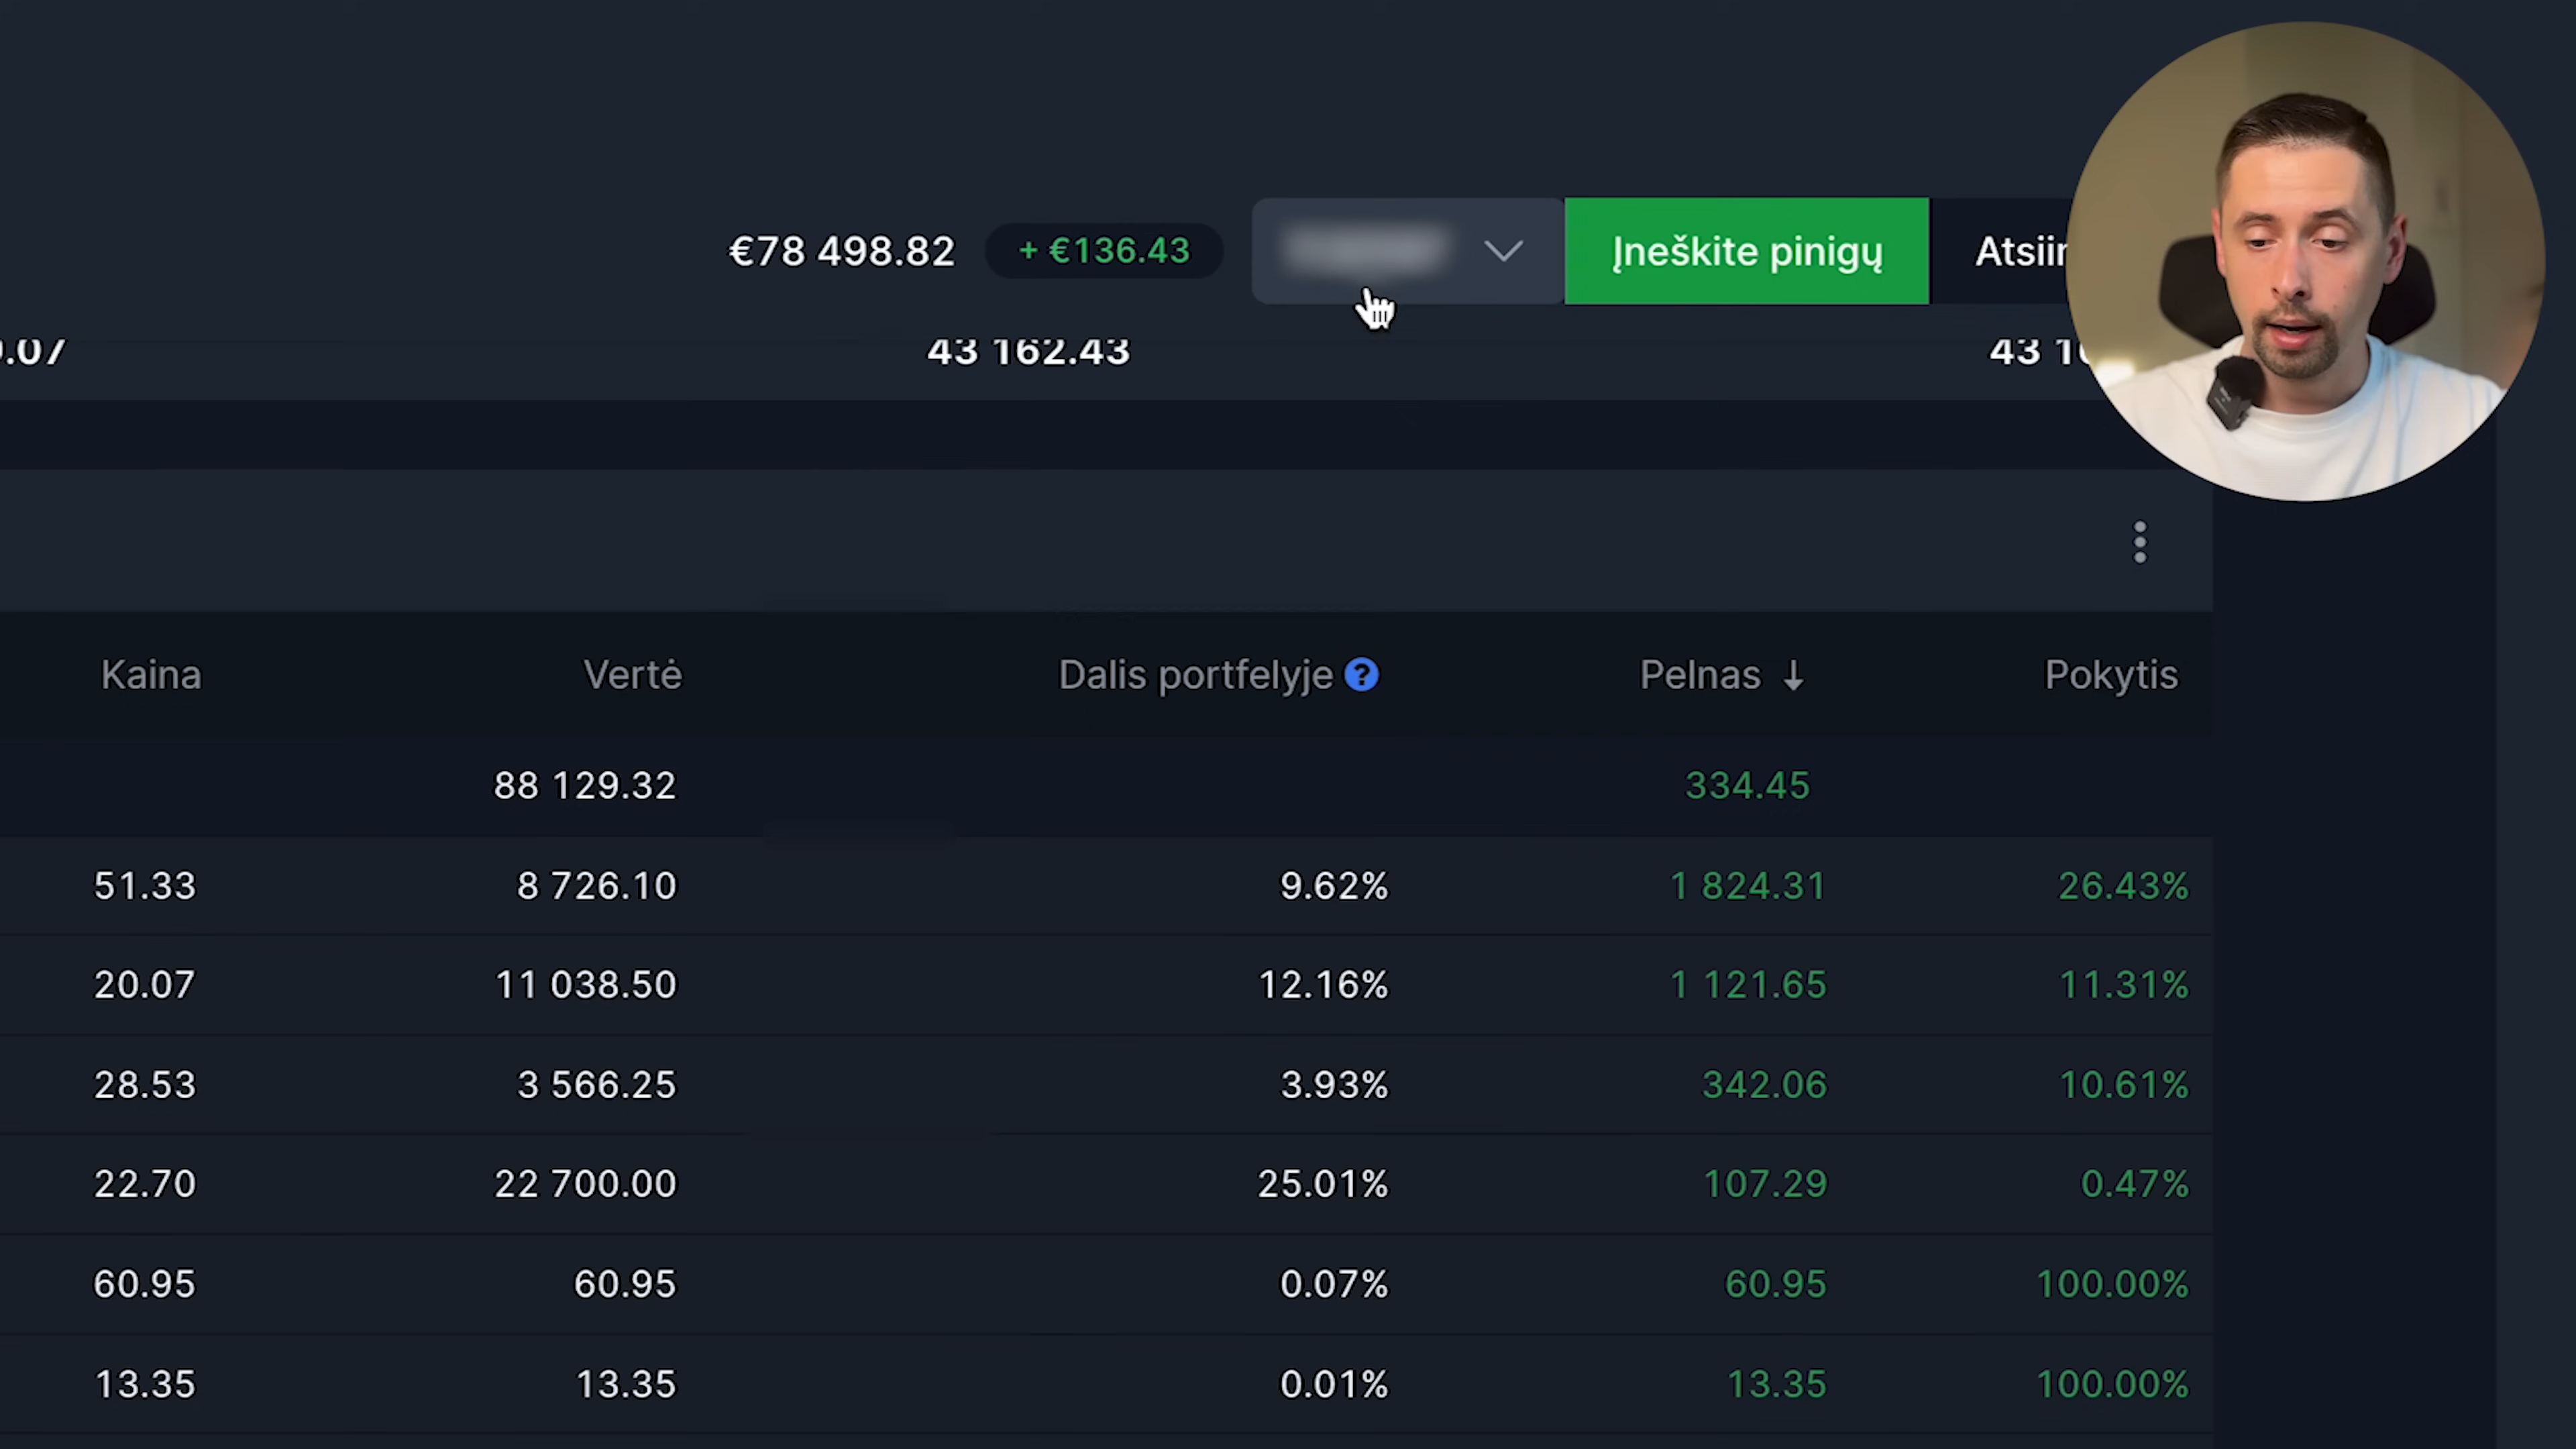 €78 498.82 + €136.43 Įneškite pinigų
43 162.43
Kaina Vertė Dalis portfelyje ? Pelnas ↓ Pokytis
88 129.32 334.45
51.33 8 726.10 9.62% 1 824.31 26.43%
20.07 11 038.50 12.16% 1 121.65 11.31%
28.53 3 566.25 3.93% 342.06 10.61%
22.70 22 700.00 25.01% 107.29 0.47%
60.95 60.95 0.07% 60.95 100.00%
13.35 13.35 0.01% 13.35 100.00%